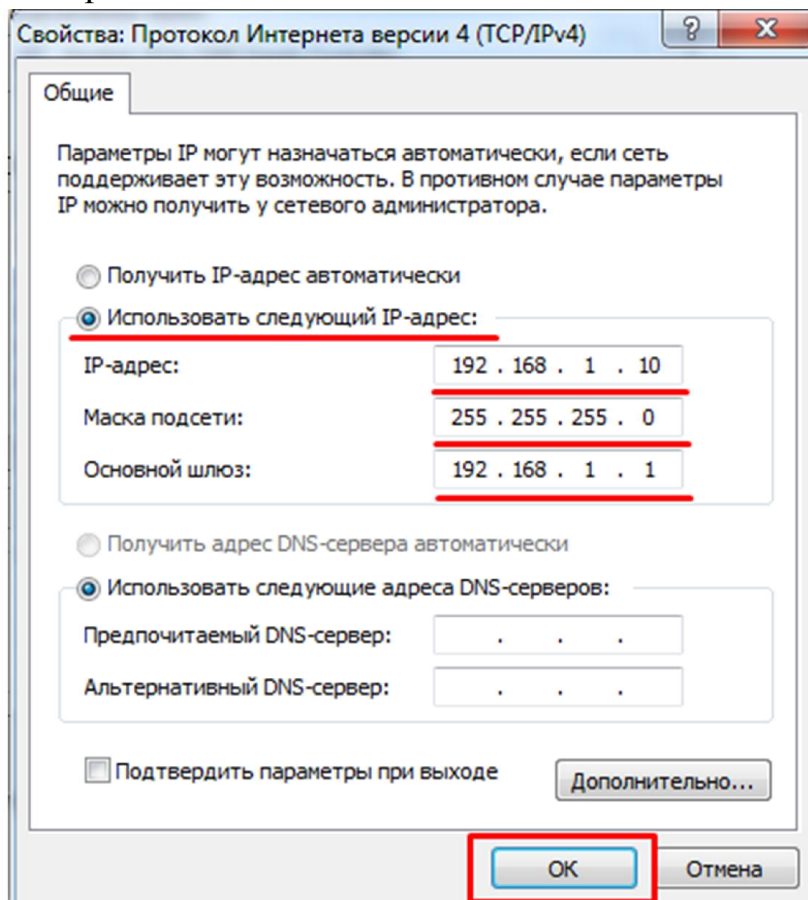 Свойства: Протокол Интернета версии 4 (TCP/IPv4)
Общие
Параметры IP могут назначаться автоматически, если сеть
поддерживает эту возможность. В противном случае параметры
IP можно получить у сетевого администратора.
Получить IP-адрес автоматически
Использовать следующий IP-адрес:
IP-адрес: 192 . 168 . 1 . 10
Маска подсети: 255 . 255 . 255 . 0
Основной шлюз: 192 . 168 . 1 . 1
Получить адрес DNS-сервера автоматически
Использовать следующие адреса DNS-серверов:
Предпочитаемый DNS-сервер: . . .
Альтернативный DNS-сервер: . . .
Подтвердить параметры при выходе
Дополнительно...
ОК Отмена